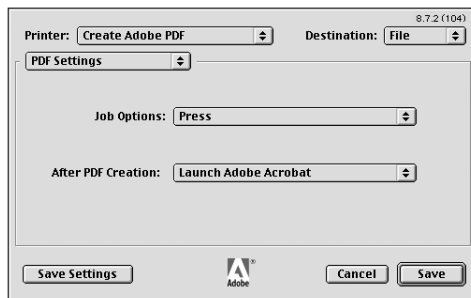 8.7.2 (104)
Printer: Create Adobe PDF Destination: File
PDF Settings
Job Options: Press
After PDF Creation: Launch Adobe Acrobat
Save Settings Adobe® Cancel Save